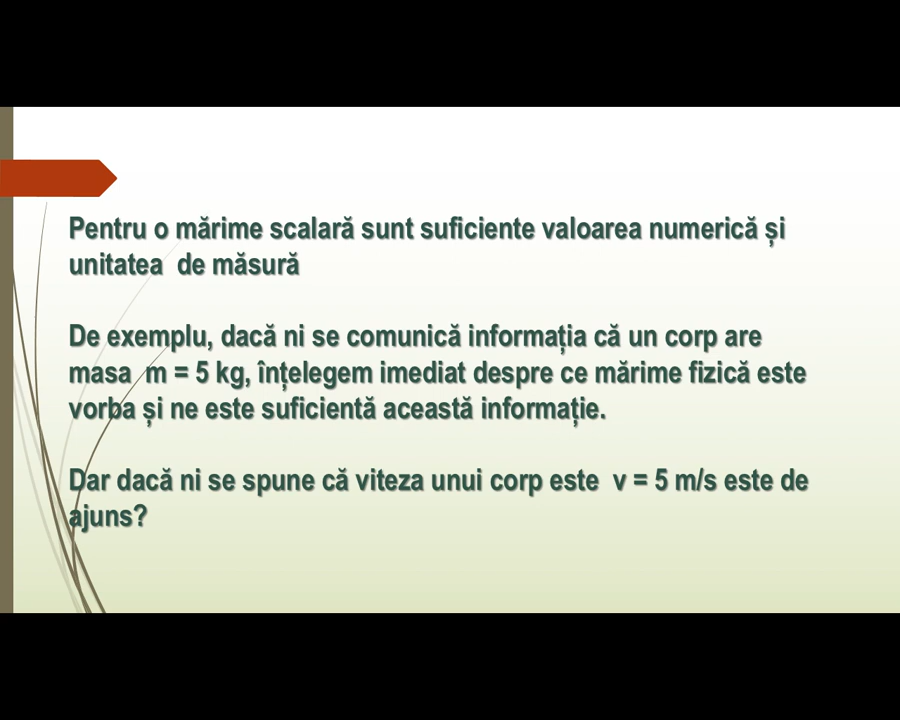 Pentru o mărime scalară sunt suficiente valoarea numerică și
unitatea de măsură
De exemplu, dacă ni se comunică informația că un corp are
masa m = 5 kg, înțelegem imediat despre ce mărime fizică este
vorba și ne este suficientă această informație.
Dar dacă ni se spune că viteza unui corp este v = 5 m/s este de
ajuns?